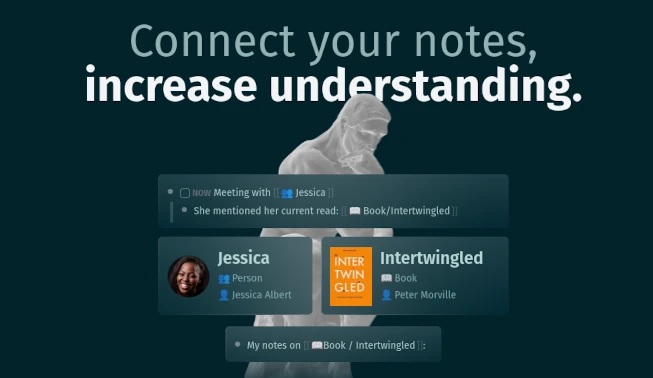 Connect your notes,
increase understanding.
NOW Meeting with [[👥 Jessica]]
She mentioned her current read: [[📖 Book/Intertwingled]]
Jessica
👥 Person
👤 Jessica Albert
INTER
TWIN
GLED
Intertwingled
📖 Book
👤 Peter Morville
My notes on [[📖Book / Intertwingled]]: